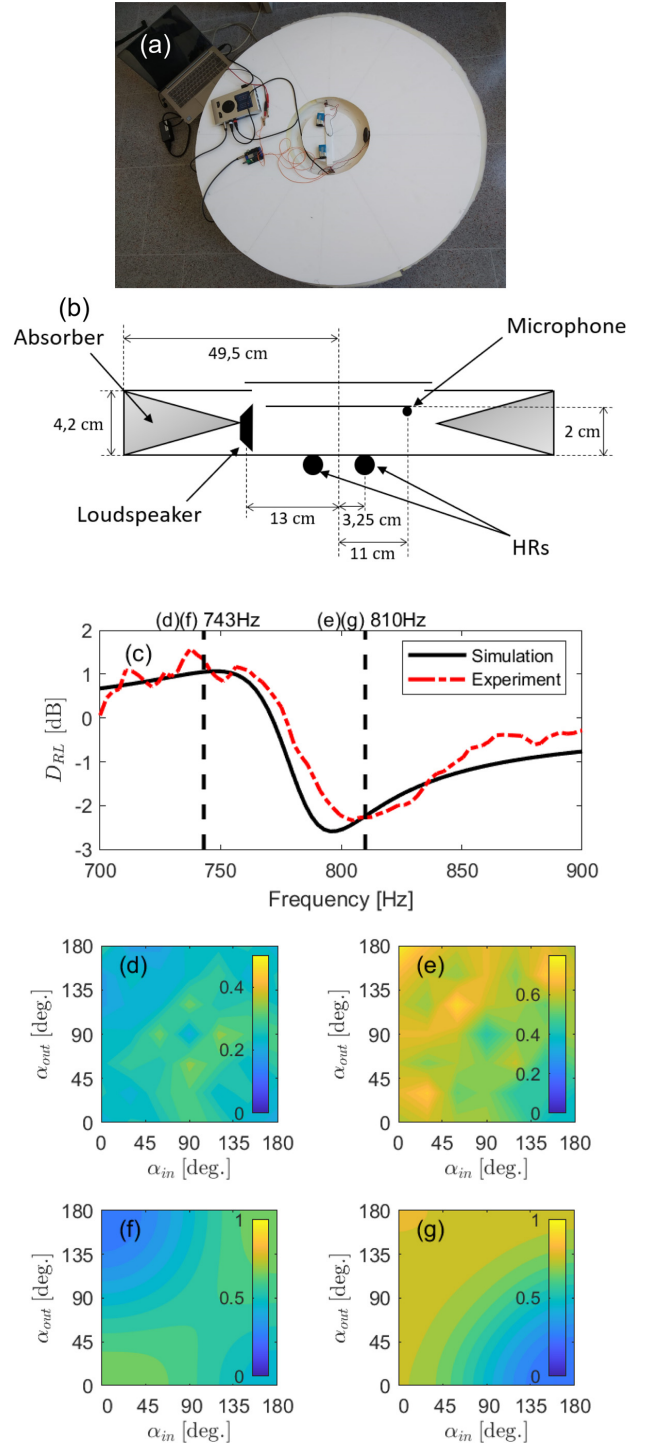 (a)
(b)
Absorber
Microphone
49,5 cm
4,2 cm
2 cm
Loudspeaker
13 cm
3,25 cm
HRs
11 cm
(d)(f) 743Hz
(e)(g) 810Hz
(c)
Simulation
Experiment
2
1
0
-1
-2
-3
D_RL [dB]
700 750 800 850 900
Frequency [Hz]
(d)
180
135
90
45
0
α_out [deg.]
0.4
0.2
0
0 45 90 135 180
α_in [deg.]
(e)
180
135
90
45
0
α_out [deg.]
0.6
0.4
0.2
0
0 45 90 135 180
α_in [deg.]
(f)
180
135
90
45
0
α_out [deg.]
1
0.5
0
0 45 90 135 180
α_in [deg.]
(g)
180
135
90
45
0
α_out [deg.]
1
0.5
0
0 45 90 135 180
α_in [deg.]